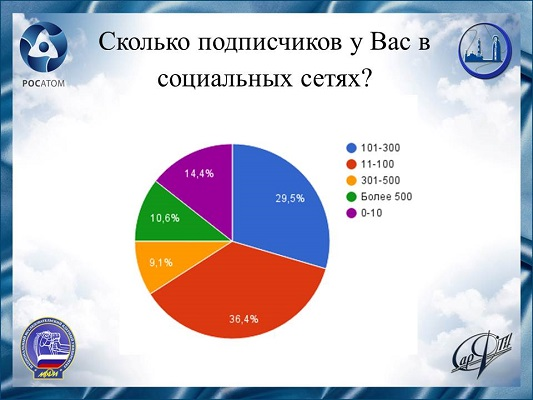 Сколько подписчиков у Вас в
социальных сетях?
РОСАТОМ
101-300
11-100
301-500
Более 500
0-10
14,4%
29,5%
10,6%
9,1%
36,4%
СарФТИ